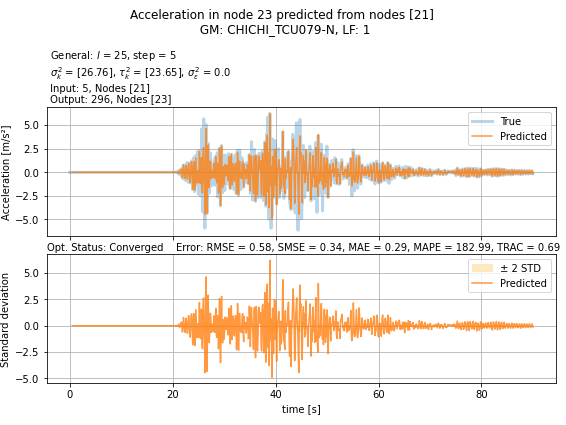 Acceleration in node 23 predicted from nodes [21]
GM: CHICHI_TCU079-N, LF: 1
General: l = 25, step = 5
σ²ₖ = [26.76], τ²ₖ = [23.65], σ²ε = 0.0
Input: 5, Nodes [21]
Output: 296, Nodes [23]
Acceleration [m/s²]
5.0
2.5
0.0
−2.5
−5.0
True
Predicted
Opt. Status: Converged Error: RMSE = 0.58, SMSE = 0.34, MAE = 0.29, MAPE = 182.99, TRAC = 0.69
Standard deviation
5.0
2.5
0.0
−2.5
−5.0
± 2 STD
Predicted
0 20 40 60 80
time [s]